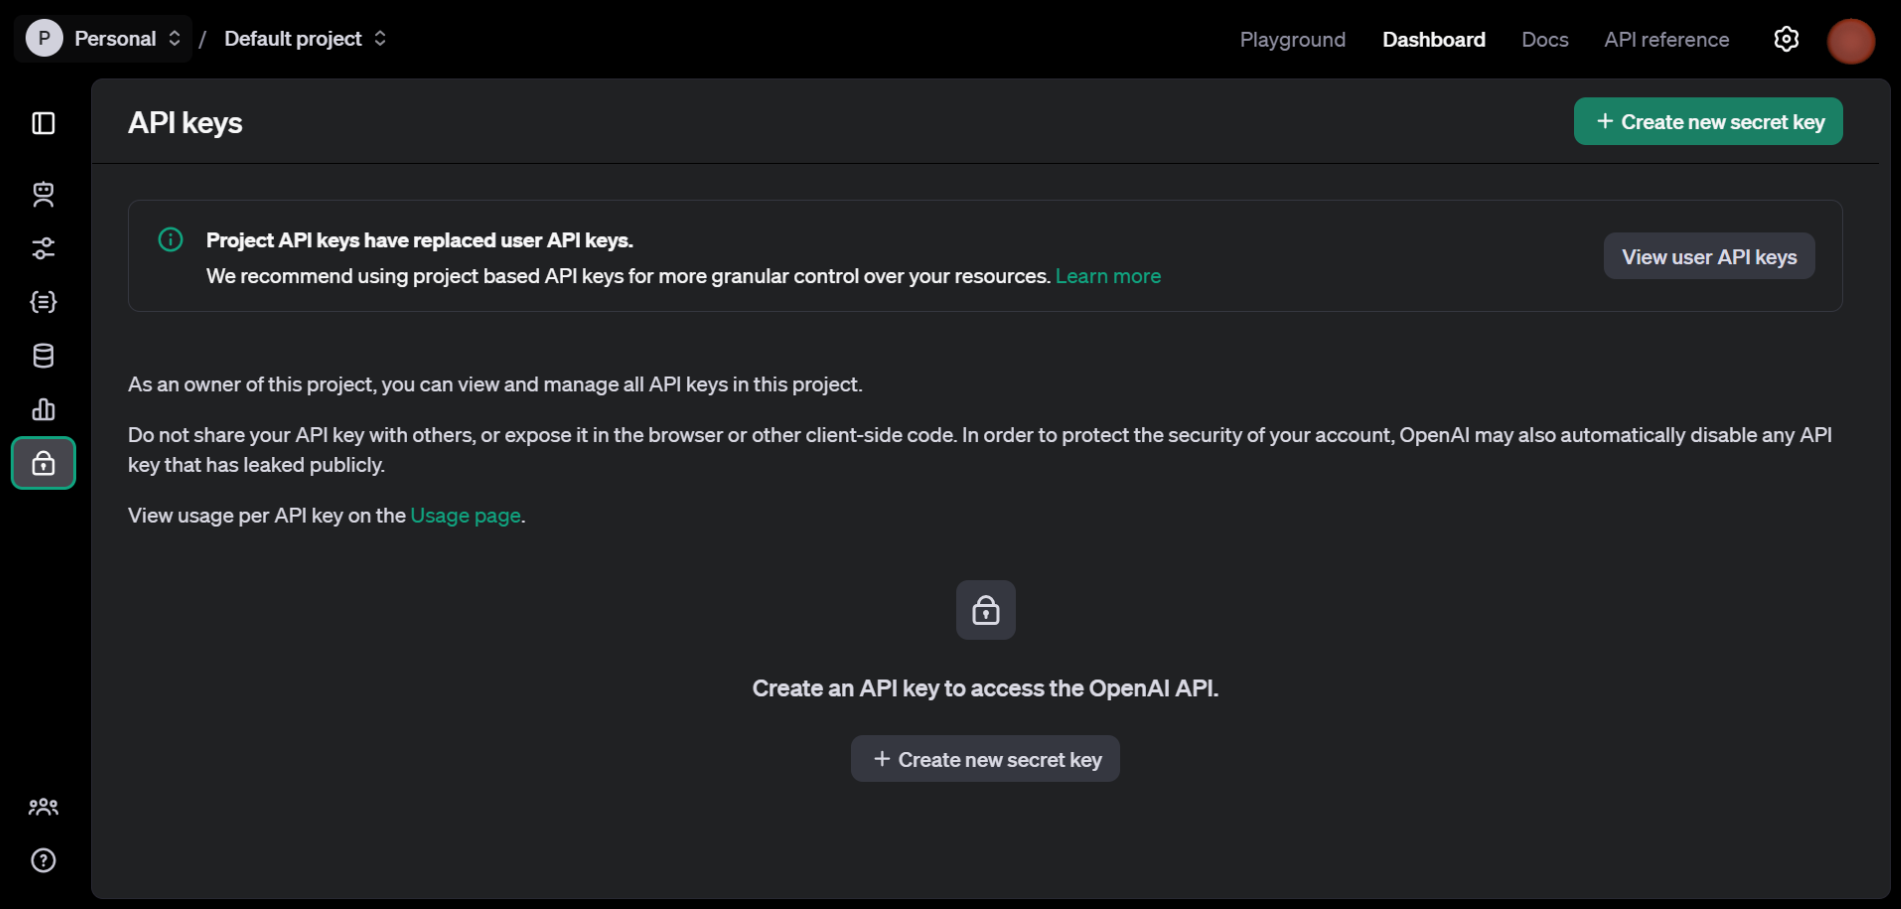 P Personal / Default project
Playground Dashboard Docs API reference
API keys
+ Create new secret key
Project API keys have replaced user API keys.
We recommend using project based API keys for more granular control over your resources. Learn more
View user API keys
As an owner of this project, you can view and manage all API keys in this project.
Do not share your API key with others, or expose it in the browser or other client-side code. In order to protect the security of your account, OpenAI may also automatically disable any API
key that has leaked publicly.
View usage per API key on the Usage page.
Create an API key to access the OpenAI API.
+ Create new secret key